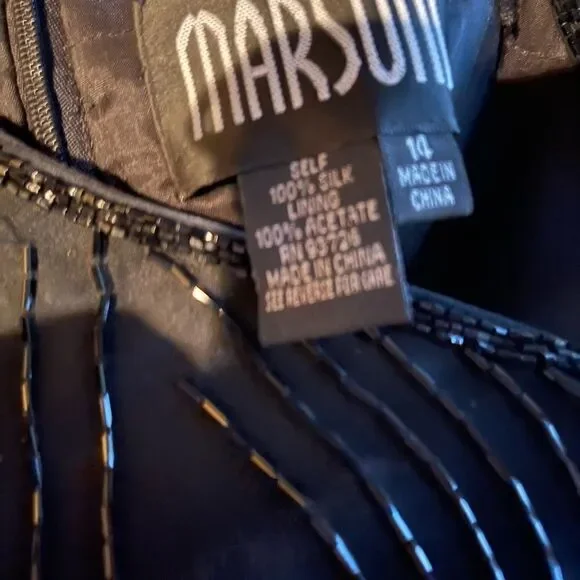 MARSONI
SELF
100% SILK
LINING
100% ACETATE
RN 93736
MADE IN CHINA
SEE REVERSE FOR CARE
14
MADE IN
CHINA